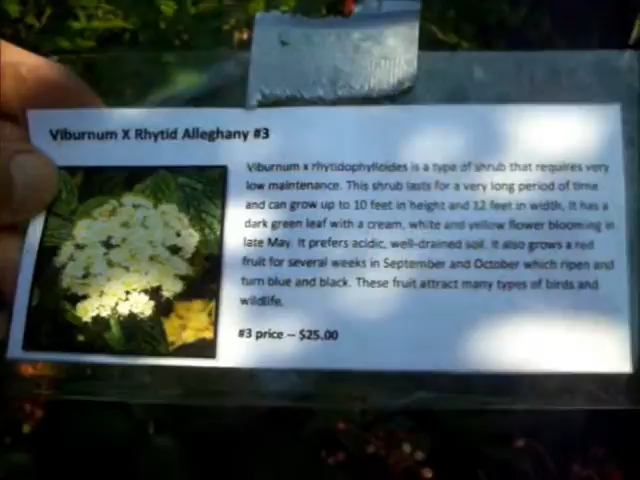 Viburnum X Rhytid Alleghany #3
Viburnum x rhytidophylloides is a type of shrub that requires very
low maintenance. This shrub lasts for a very long period of time
and can grow up to 10 feet in height and 12 feet in width. It has a
dark green leaf with a cream, white and yellow flower blooming in
late May. It prefers acidic, well-drained soil. It also grows a red
fruit for several weeks in September and October which ripen and
turn blue and black. These fruit attract many types of birds and
wildlife.
#3 price -- $25.00